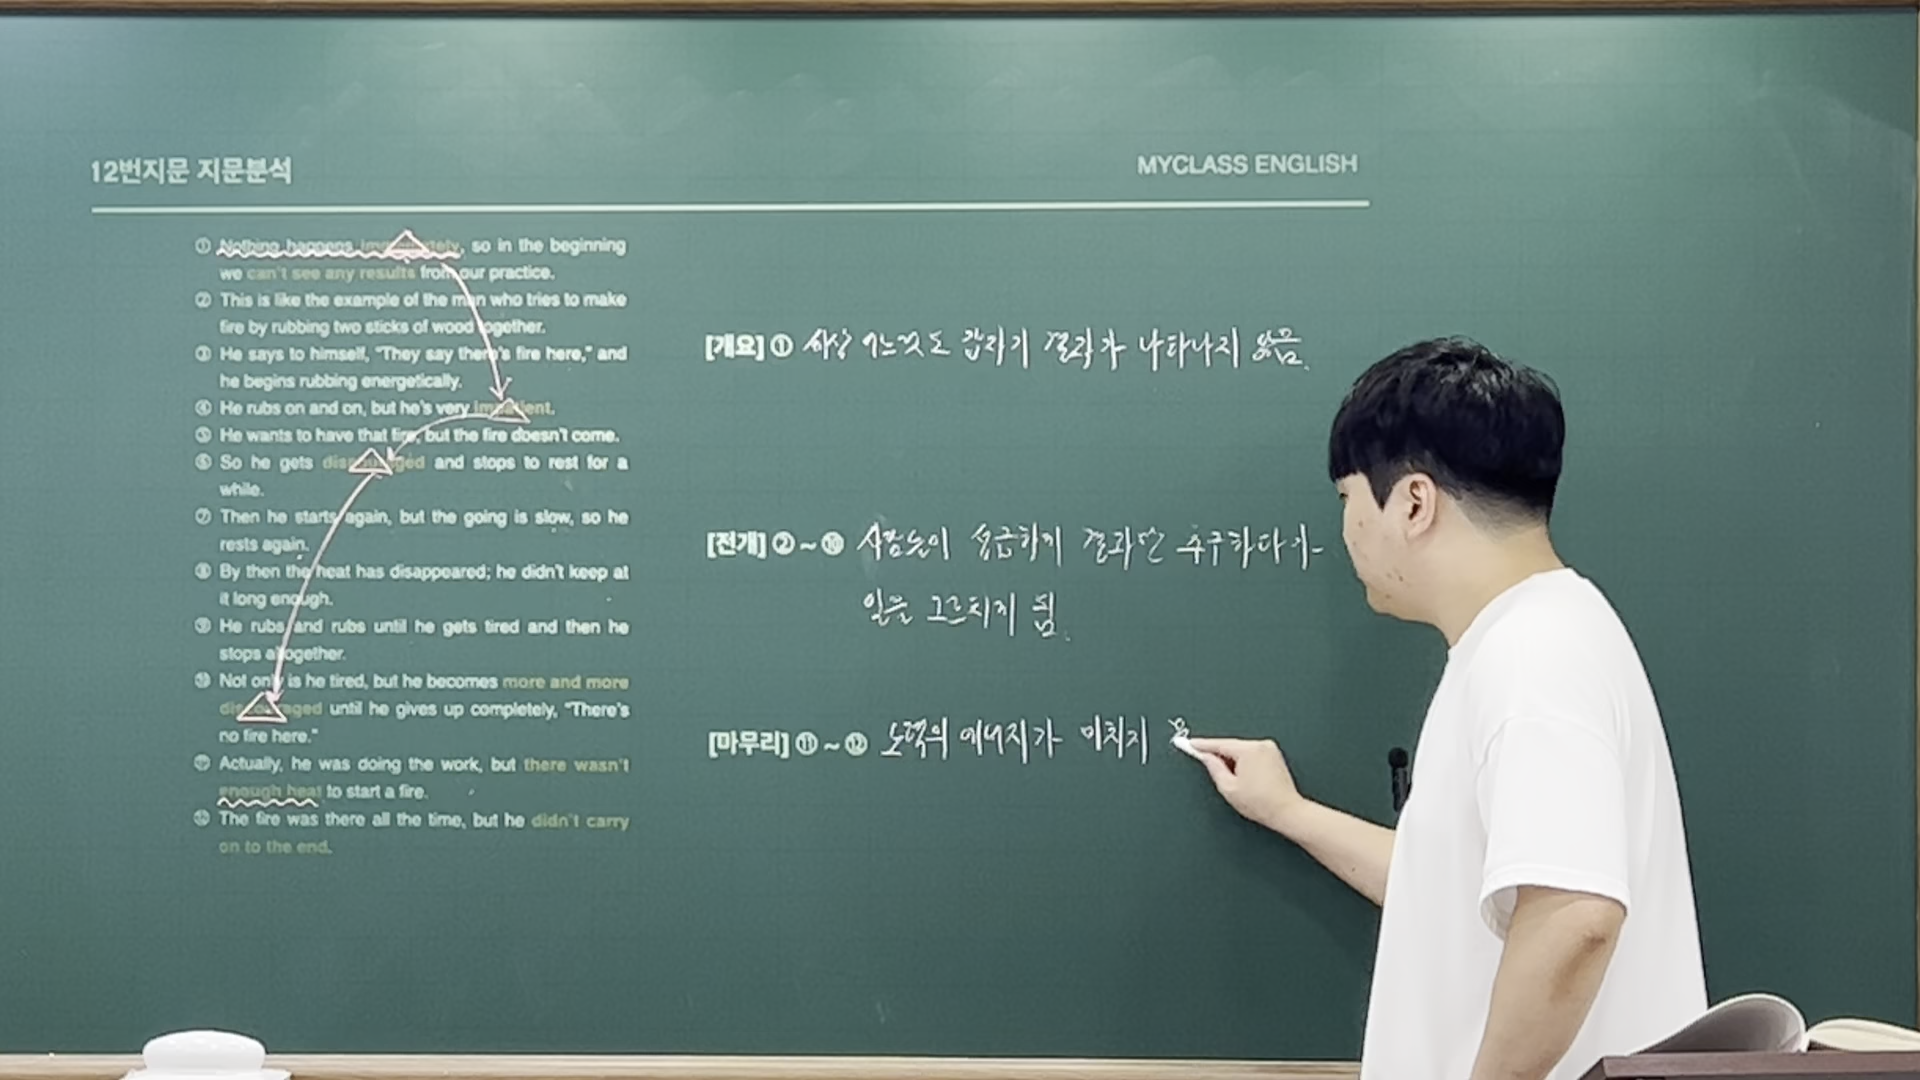 12번지문 지문분석
MYCLASS ENGLISH
① Nothing happens immediately, so in the beginning
we can't see any results from our practice.
② This is like the example of the man who tries to make
fire by rubbing two sticks of wood together.
③ He says to himself, “They say there's fire here,” and
he begins rubbing energetically.
④ He rubs on and on, but he's very impatient.
⑤ He wants to have that fire, but the fire doesn't come.
⑥ So he gets discouraged and stops to rest for a
while.
⑦ Then he starts again, but the going is slow, so he
rests again.
⑧ By then the heat has disappeared; he didn't keep at
it long enough.
⑨ He rubs and rubs until he gets tired and then he
stops altogether.
⑩ Not only is he tired, but he becomes more and more
discouraged until he gives up completely, “There's
no fire here.”
⑪ Actually, he was doing the work, but there wasn't
enough heat to start a fire.
⑫ The fire was there all the time, but he didn't carry
on to the end.
[개요] ① 세상 어느것도 갑자기 결과가 나타나지 않음.
[전개] ② ~ ⑩ 사람들이 성급하게 결과만 추구하다가
일을 그르치게 됨.
[마무리] ⑪ ~ ⑫ 노력의 에너지가 미치지